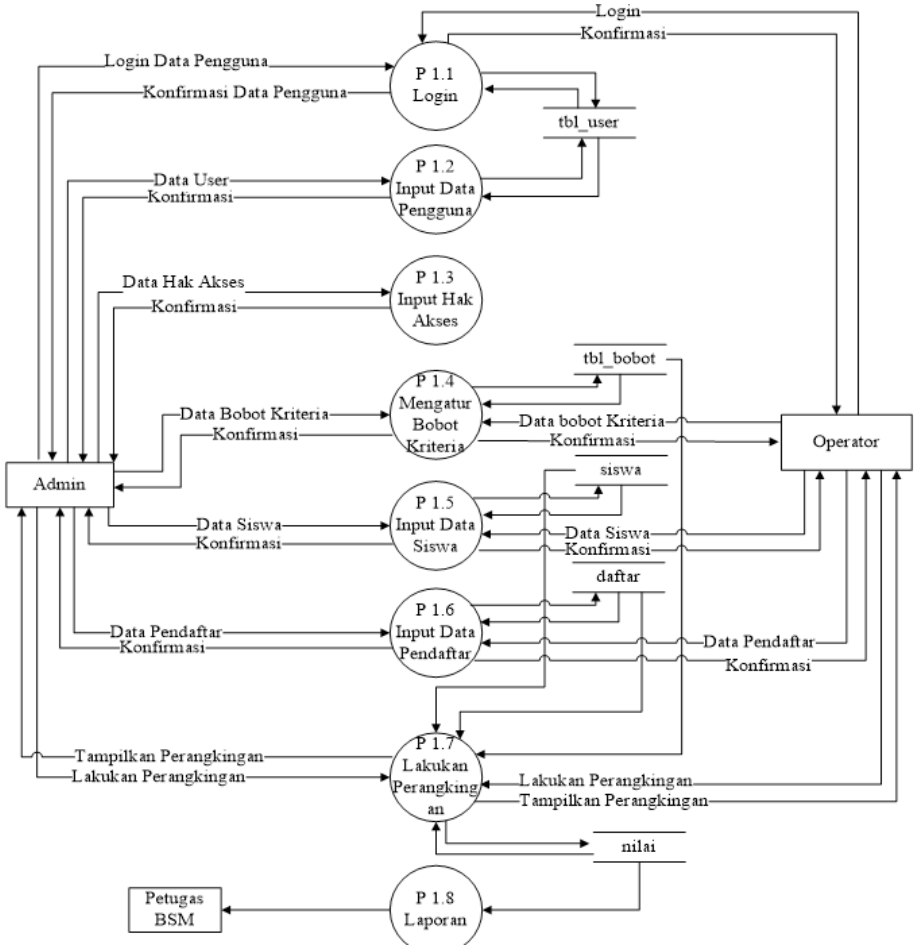 Login
Konfirmasi
Login Data Pengguna
Konfirmasi Data Pengguna
P 1.1
Login
tbl_user
Data User
Konfirmasi
P 1.2
Input Data
Pengguna
Data Hak Akses
Konfirmasi
P 1.3
Input Hak
Akses
tbl_bobot
Data Bobot Kriteria
Konfirmasi
P 1.4
Mengatur
Bobot
Kriteria
Data bobot Kriteria
Konfirmasi
Operator
Admin
siswa
Data Siswa
Konfirmasi
P 1.5
Input Data
Siswa
Data Siswa
Konfirmasi
daftar
Data Pendaftar
Konfirmasi
P 1.6
Input Data
Pendaftar
Data Pendaftar
Konfirmasi
Tampilkan Perangkingan
Lakukan Perangkingan
P 1.7
Lakukan
Perangking
an
Lakukan Perangkingan
Tampilkan Perangkingan
nilai
Petugas
BSM
P 1.8
Laporan